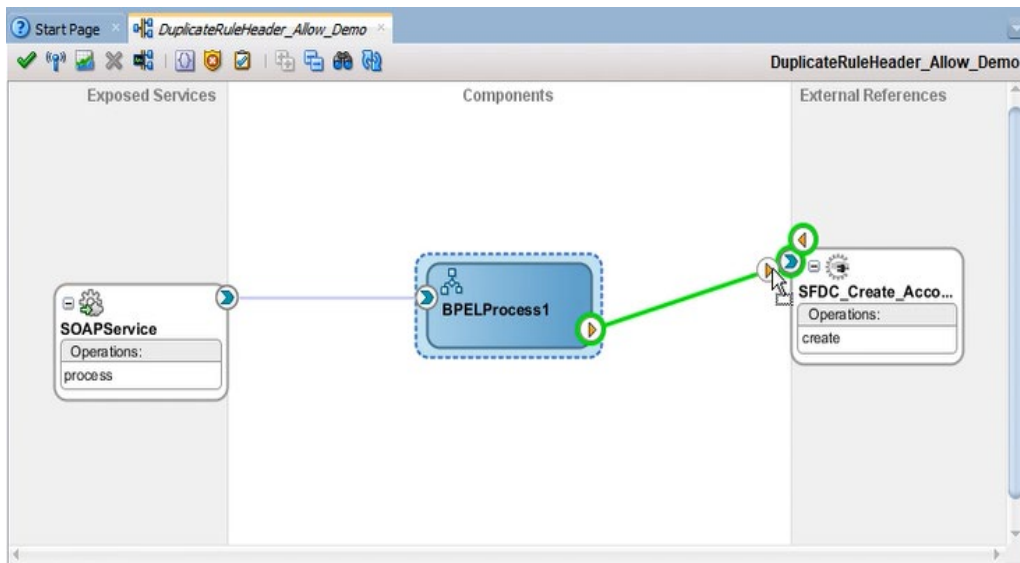 Start Page
DuplicateRuleHeader_Allow_Demo
DuplicateRuleHeader_Allow_Demo
Exposed Services
Components
External References
SOAPService
Operations:
process
BPELProcess1
SFDC_Create_Acco...
Operations:
create